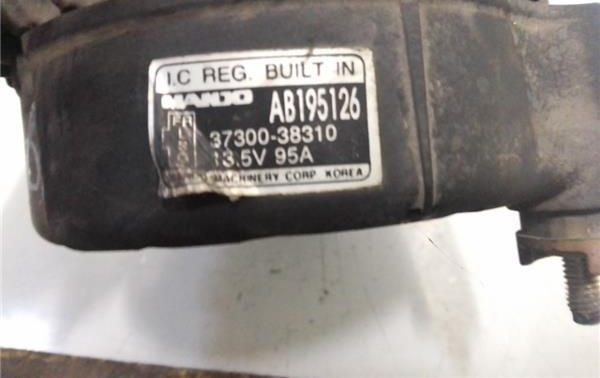 I.C REG. BUILT IN
MANDO AB195126
37300-38310
13.5V 95A
MACHINERY CORP KOREA